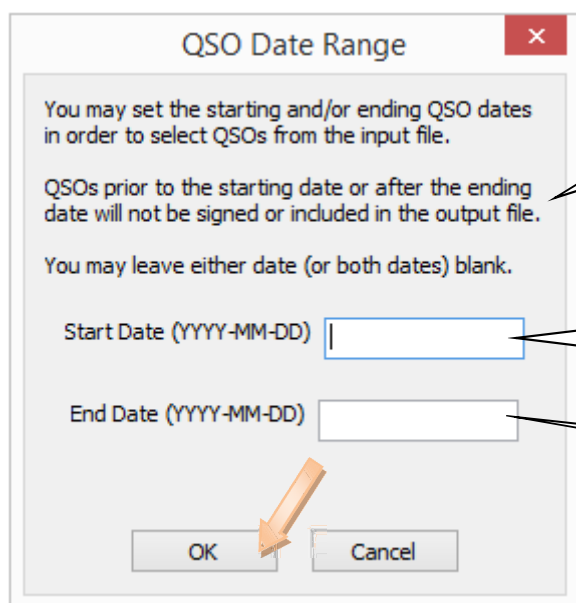 QSO Date Range
You may set the starting and/or ending QSO dates
in order to select QSOs from the input file.
QSOs prior to the starting date or after the ending
date will not be signed or included in the output file.
You may leave either date (or both dates) blank.
Start Date (YYYY-MM-DD)
End Date (YYYY-MM-DD)
OK
Cancel